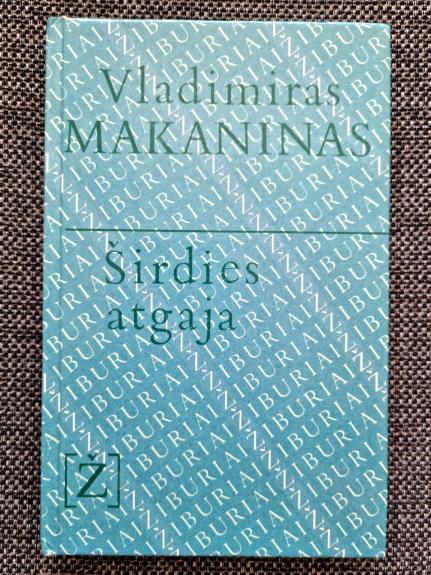 Vladimiras
MAKANINAS
Širdies
atgaja
[Ž]